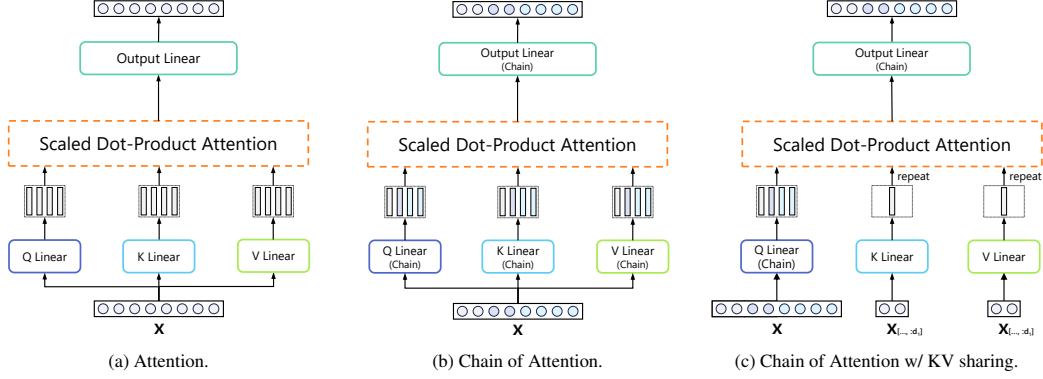 Output Linear
Scaled Dot-Product Attention
Q Linear
K Linear
V Linear
X
(a) Attention.
Output Linear
(Chain)
Scaled Dot-Product Attention
Q Linear
(Chain)
K Linear
(Chain)
V Linear
(Chain)
X
(b) Chain of Attention.
Output Linear
(Chain)
Scaled Dot-Product Attention
repeat
repeat
Q Linear
(Chain)
K Linear
V Linear
X
X[..., :d₁]
X[..., :d₁]
(c) Chain of Attention w/ KV sharing.